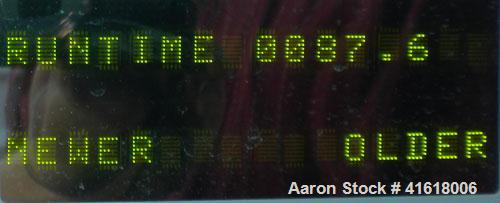 RUNTIME 0087.6
NEWER OLDER
Aaron Stock # 41618006